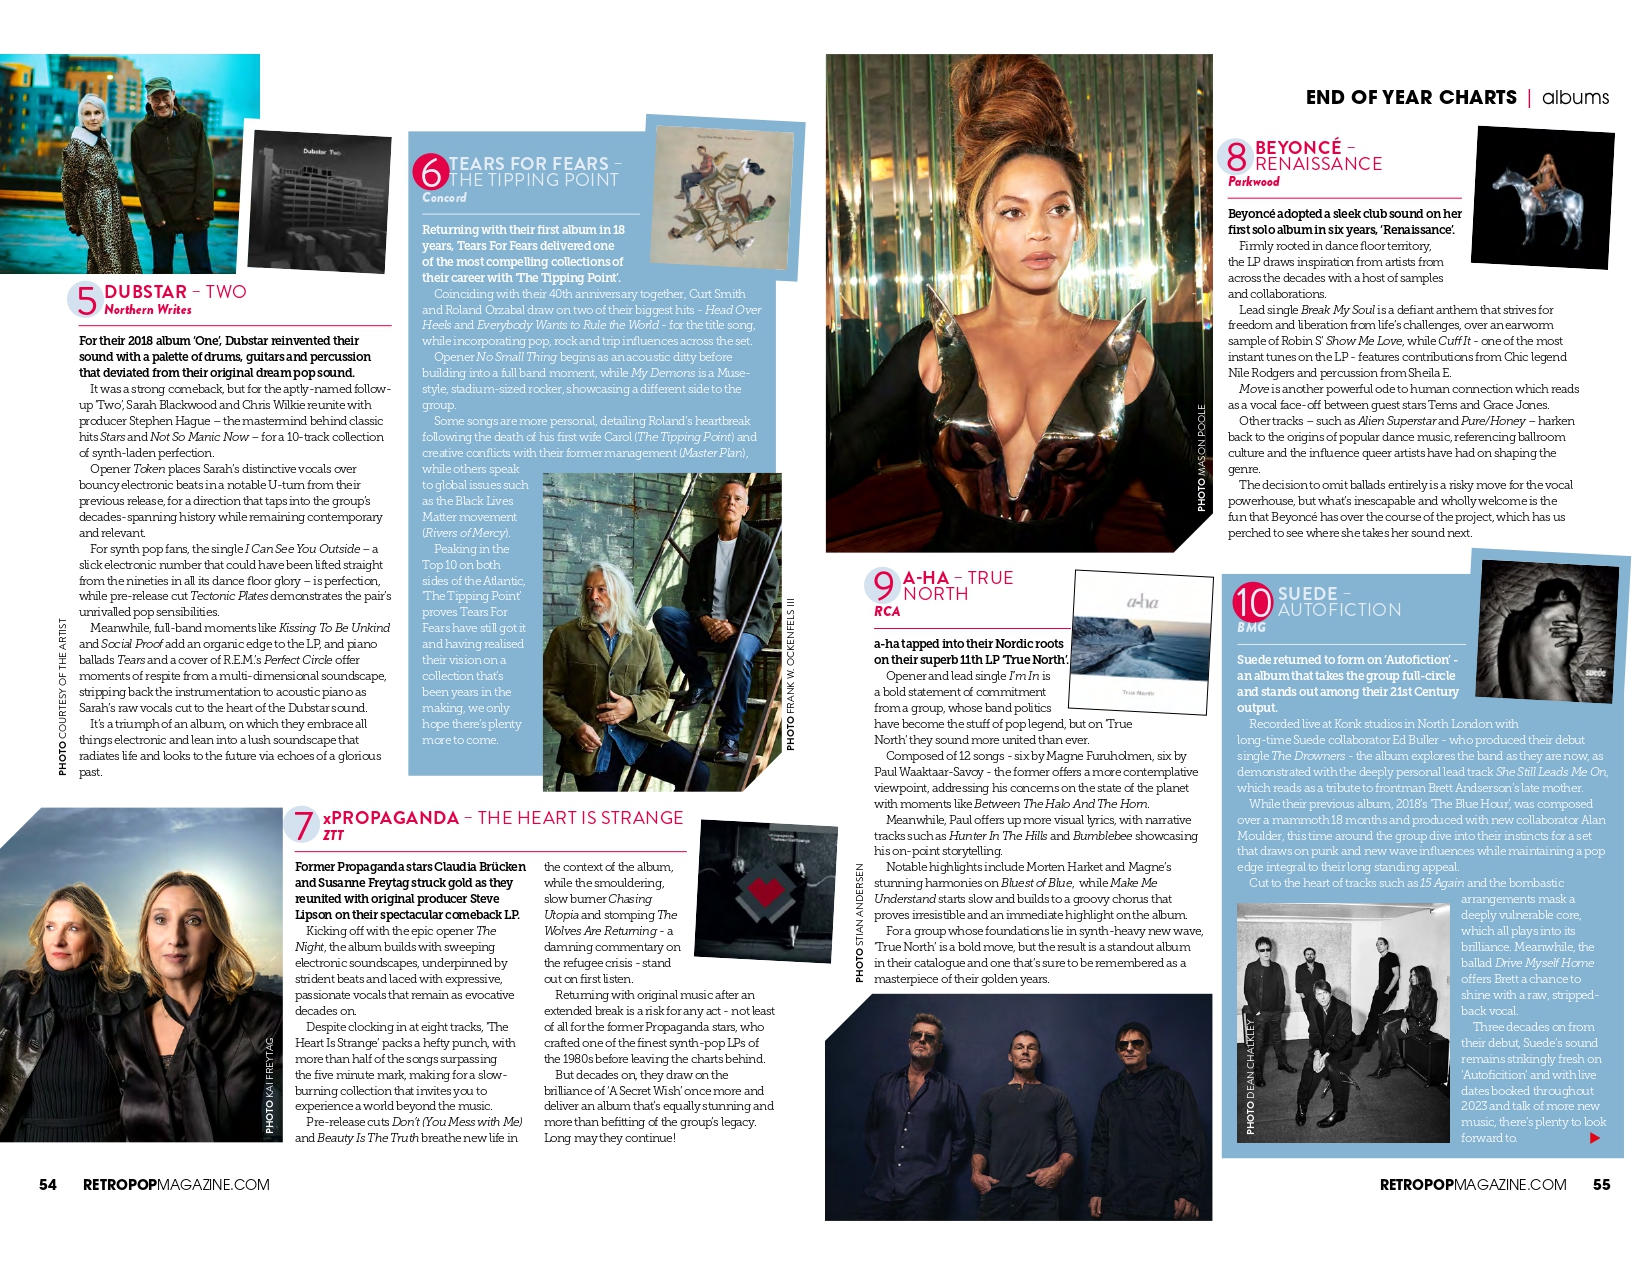 END OF YEAR CHARTS | albums
Dubstar Two
5 DUBSTAR – TWO
Northern Writes
For their 2018 album ‘One’, Dubstar reinvented their
sound with a palette of drums, guitars and percussion
that deviated from their original dream pop sound.
It was a strong comeback, but for the aptly-named follow-
up ‘Two’, Sarah Blackwood and Chris Wilkie reunite with
producer Stephen Hague – the mastermind behind classic
hits Stars and Not So Manic Now – for a 10-track collection
of synth-laden perfection.
Opener Token places Sarah’s distinctive vocals over
bouncy electronic beats in a notable U-turn from their
previous release, for a direction that taps into the group’s
decades-spanning history while remaining contemporary
and relevant.
For synth pop fans, the single I Can See You Outside – a
slick electronic number that could have been lifted straight
from the nineties in all its dance floor glory – is perfection,
while pre-release cut Tectonic Plates demonstrates the pair’s
unrivalled pop sensibilities.
Meanwhile, full-band moments like Kissing To Be Unkind
and Social Proof add an organic edge to the LP, and piano
ballads Tears and a cover of R.E.M.’s Perfect Circle offer
moments of respite from a multi-dimensional soundscape,
stripping back the instrumentation to acoustic piano as
Sarah’s raw vocals cut to the heart of the Dubstar sound.
It’s a triumph of an album, on which they embrace all
things electronic and lean into a lush soundscape that
radiates life and looks to the future via echoes of a glorious
past.
PHOTO COURTESY OF THE ARTIST
6 TEARS FOR FEARS –
THE TIPPING POINT
Concord
Returning with their first album in 18
years, Tears For Fears delivered one
of the most compelling collections of
their career with ‘The Tipping Point’.
Coinciding with their 40th anniversary together, Curt Smith
and Roland Orzabal draw on two of their biggest hits - Head Over
Heels and Everybody Wants to Rule the World - for the title song,
while incorporating pop, rock and trip influences across the set.
Opener No Small Thing begins as an acoustic ditty before
building into a full band moment, while My Demons is a Muse-
style, stadium-sized rocker, showcasing a different side to the
group.
Some songs are more personal, detailing Roland’s heartbreak
following the death of his first wife Carol (The Tipping Point) and
creative conflicts with their former management (Master Plan),
while others speak
to global issues such
as the Black Lives
Matter movement
(Rivers of Mercy).
Peaking in the
Top 10 on both
sides of the Atlantic,
‘The Tipping Point’
proves Tears For
Fears have still got it
and having realised
their vision on a
collection that’s
been years in the
making, we only
hope there’s plenty
more to come.
PHOTO FRANK W. OCKENFELS III
7 xPROPAGANDA – THE HEART IS STRANGE
ZTT
Former Propaganda stars Claudia Brücken
and Susanne Freytag struck gold as they
reunited with original producer Steve
Lipson on their spectacular comeback LP.
Kicking off with the epic opener The
Night, the album builds with sweeping
electronic soundscapes, underpinned by
strident beats and laced with expressive,
passionate vocals that remain as evocative
decades on.
Despite clocking in at eight tracks, ‘The
Heart Is Strange’ packs a hefty punch, with
more than half of the songs surpassing
the five minute mark, making for a slow-
burning collection that invites you to
experience a world beyond the music.
Pre-release cuts Don’t (You Mess with Me)
and Beauty Is The Truth breathe new life in
the context of the album,
while the smouldering,
slow burner Chasing
Utopia and stomping The
Wolves Are Returning - a
damning commentary on
the refugee crisis - stand
out on first listen.
Returning with original music after an
extended break is a risk for any act - not least
of all for the former Propaganda stars, who
crafted one of the finest synth-pop LPs of
the 1980s before leaving the charts behind.
But decades on, they draw on the
brilliance of ‘A Secret Wish’ once more and
deliver an album that’s equally stunning and
more than befitting of the group’s legacy.
Long may they continue!
PHOTO KAI FREYTAG
54 RETROPOPMAGAZINE.COM
PHOTO MASON POOLE
8 BEYONCÉ –
RENAISSANCE
Parkwood
Beyoncé adopted a sleek club sound on her
first solo album in six years, ‘Renaissance’.
Firmly rooted in dance floor territory,
the LP draws inspiration from artists from
across the decades with a host of samples
and collaborations.
Lead single Break My Soul is a defiant anthem that strives for
freedom and liberation from life’s challenges, over an earworm
sample of Robin S’ Show Me Love, while Cuff It - one of the most
instant tunes on the LP - features contributions from Chic legend
Nile Rodgers and percussion from Sheila E.
Move is another powerful ode to human connection which reads
as a vocal face-off between guest stars Tems and Grace Jones.
Other tracks – such as Alien Superstar and Pure/Honey – harken
back to the origins of popular dance music, referencing ballroom
culture and the influence queer artists have had on shaping the
genre.
The decision to omit ballads entirely is a risky move for the vocal
powerhouse, but what’s inescapable and wholly welcome is the
fun that Beyoncé has over the course of the project, which has us
perched to see where she takes her sound next.
9 A-HA – TRUE
NORTH
RCA
a-ha
True North
a-ha tapped into their Nordic roots
on their superb 11th LP ‘True North’.
Opener and lead single I’m In is
a bold statement of commitment
from a group, whose band politics
have become the stuff of pop legend, but on ‘True
North’ they sound more united than ever.
Composed of 12 songs - six by Magne Furuholmen, six by
Paul Waaktaar-Savoy - the former offers a more contemplative
viewpoint, addressing his concerns on the state of the planet
with moments like Between The Halo And The Horn.
Meanwhile, Paul offers up more visual lyrics, with narrative
tracks such as Hunter In The Hills and Bumblebee showcasing
his on-point storytelling.
Notable highlights include Morten Harket and Magne’s
stunning harmonies on Bluest of Blue, while Make Me
Understand starts slow and builds to a groovy chorus that
proves irresistible and an immediate highlight on the album.
For a group whose foundations lie in synth-heavy new wave,
‘True North’ is a bold move, but the result is a standout album
in their catalogue and one that’s sure to be remembered as a
masterpiece of their golden years.
PHOTO STIAN ANDERSEN
10 SUEDE –
AUTOFICTION
BMG
suede
Suede returned to form on ‘Autofiction’ -
an album that takes the group full-circle
and stands out among their 21st Century
output.
Recorded live at Konk studios in North London with
long-time Suede collaborator Ed Buller - who produced their debut
single The Drowners - the album explores the band as they are now, as
demonstrated with the deeply personal lead track She Still Leads Me On,
which reads as a tribute to frontman Brett Andserson’s late mother.
While their previous album, 2018’s ‘The Blue Hour’, was composed
over a mammoth 18 months and produced with new collaborator Alan
Moulder, this time around the group dive into their instincts for a set
that draws on punk and new wave influences while maintaining a pop
edge integral to their long standing appeal.
Cut to the heart of tracks such as 15 Again and the bombastic
arrangements mask a
deeply vulnerable core,
which all plays into its
brilliance. Meanwhile, the
ballad Drive Myself Home
offers Brett a chance to
shine with a raw, stripped-
back vocal.
Three decades on from
their debut, Suede’s sound
remains strikingly fresh on
‘Autoficition’ and with live
dates booked throughout
2023 and talk of more new
music, there’s plenty to look
forward to.
PHOTO DEAN CHALKLEY
RETROPOPMAGAZINE.COM 55